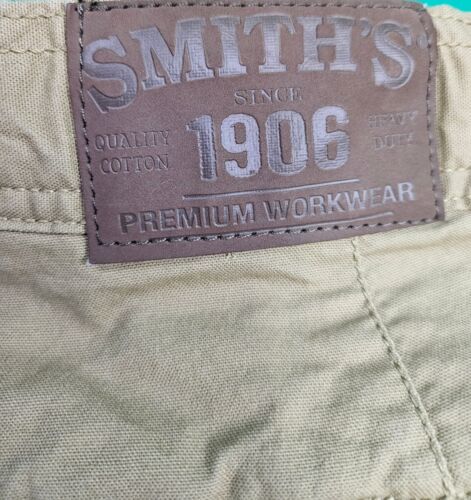 SMITH'S
SINCE
QUALITY
COTTON
1906
HEAVY
DUTY
PREMIUM WORKWEAR